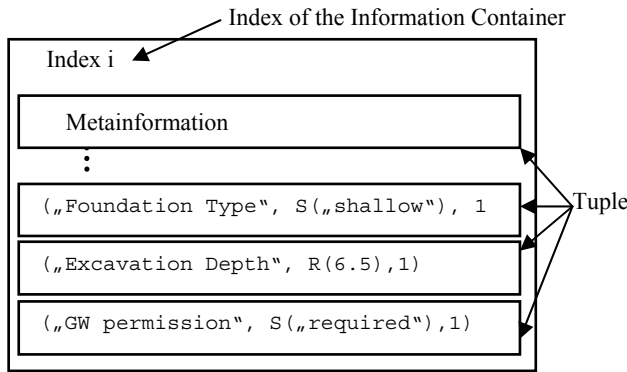 Index of the Information Container
Index i
Metainformation
⋮
(„Foundation Type“, S(„shallow“), 1
Tuple
(„Excavation Depth“, R(6.5),1)
(„GW permission“, S(„required“),1)